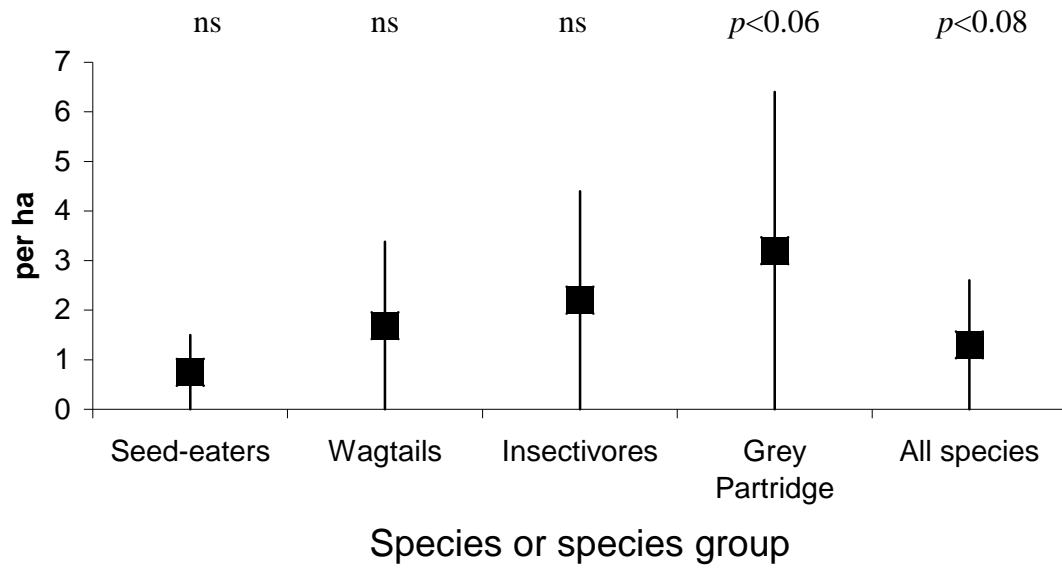 ns ns ns p<0.06 p<0.08
7
6
5
4
3
2
1
0
per ha
Seed-eaters Wagtails Insectivores Grey Partridge All species
Species or species group